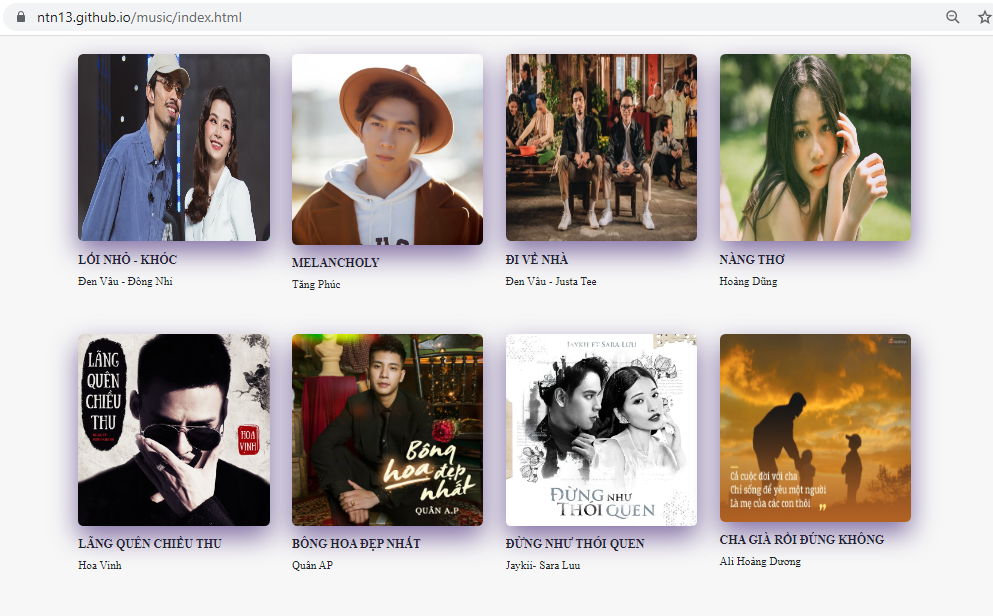 ntn13.github.io/music/index.html
LỐI NHỎ - KHÓC
Đen Vâu - Đông Nhi
MELANCHOLY
Tăng Phúc
ĐI VỀ NHÀ
Đen Vâu - Justa Tee
NÀNG THƠ
Hoàng Dũng
LÃNG
QUÊN
CHIỀU
THU
HOA
VINH
Bông
hoa đẹp
nhất
QUÂN A.P
JAYKII FT SARA LUU
ĐỪNG NHƯ
THÓI QUEN
Cả cuộc đời với cha
Chỉ sống để yêu một người
Là mẹ của các con thôi
LÃNG QUÊN CHIỀU THU
Hoa Vinh
BÔNG HOA ĐẸP NHẤT
Quân AP
ĐỪNG NHƯ THÓI QUEN
Jaykii- Sara Luu
CHA GIÀ RỒI ĐÚNG KHÔNG
Ali Hoàng Dương